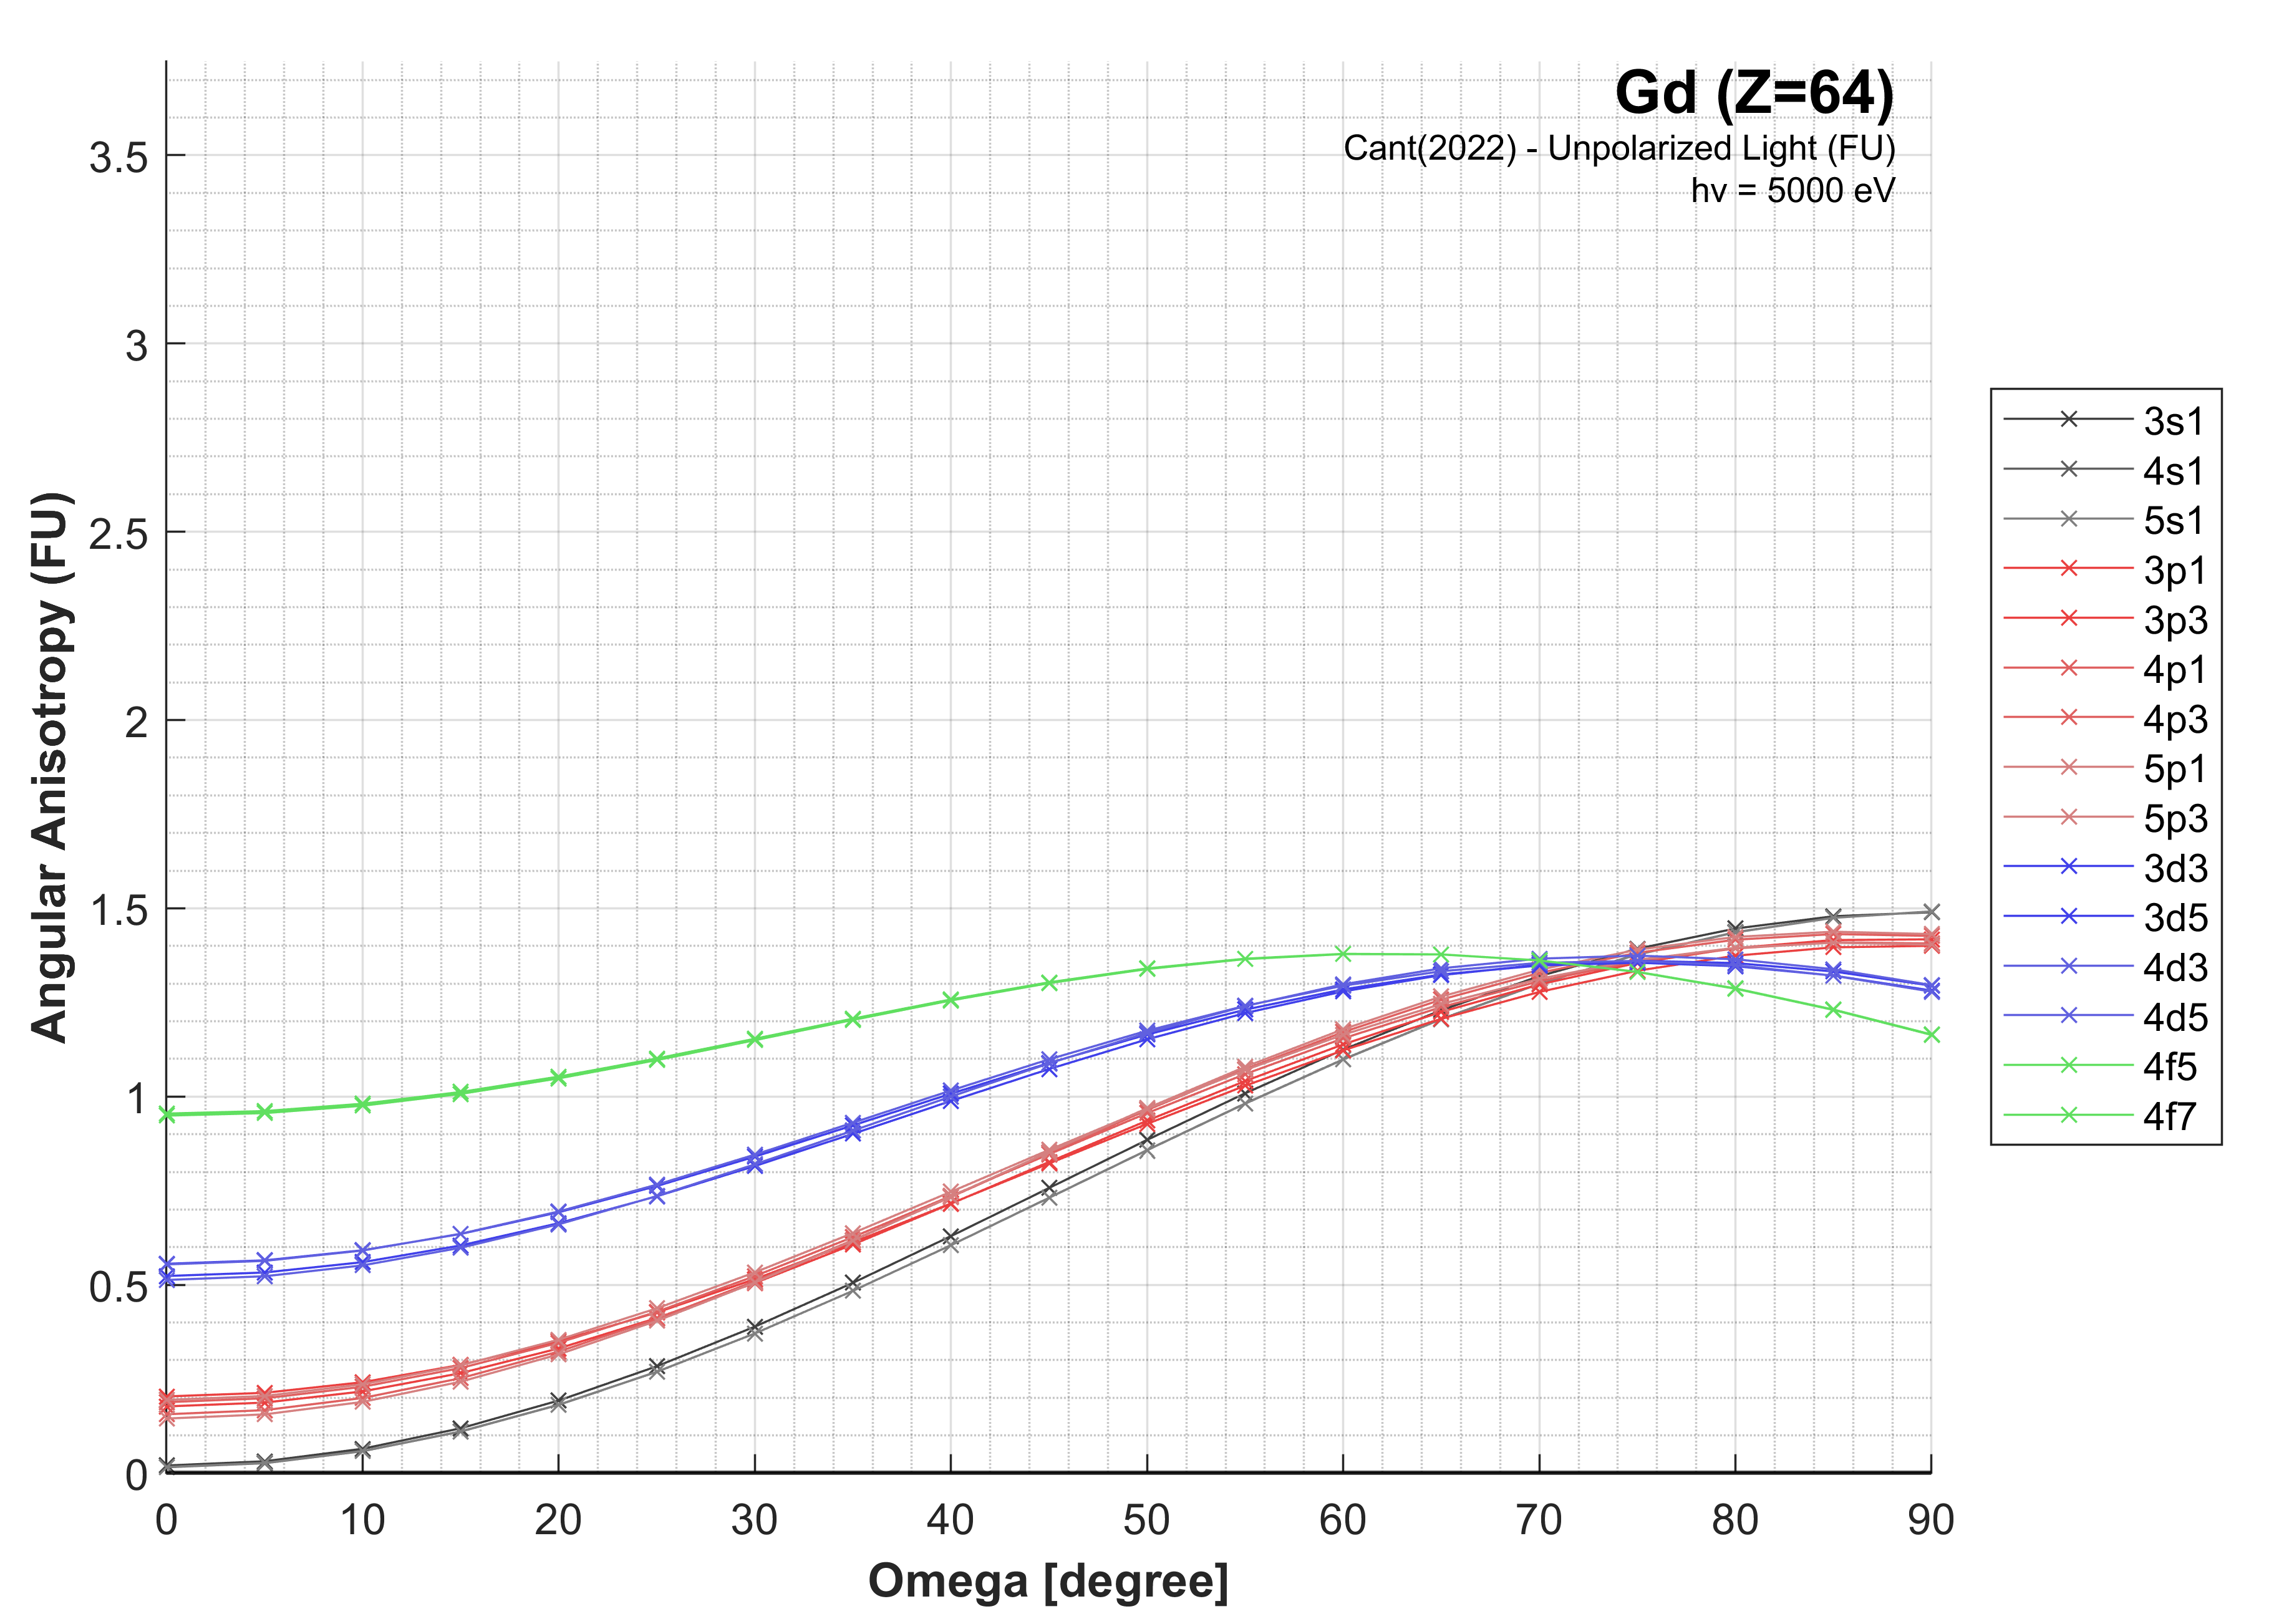 Gd (Z=64)
Cant(2022) - Unpolarized Light (FU)
hv = 5000 eV
Angular Anisotropy (FU)
3.5
3
2.5
2
1.5
1
0.5
0
0 10 20 30 40 50 60 70 80 90
Omega [degree]
3s1
4s1
5s1
3p1
3p3
4p1
4p3
5p1
5p3
3d3
3d5
4d3
4d5
4f5
4f7